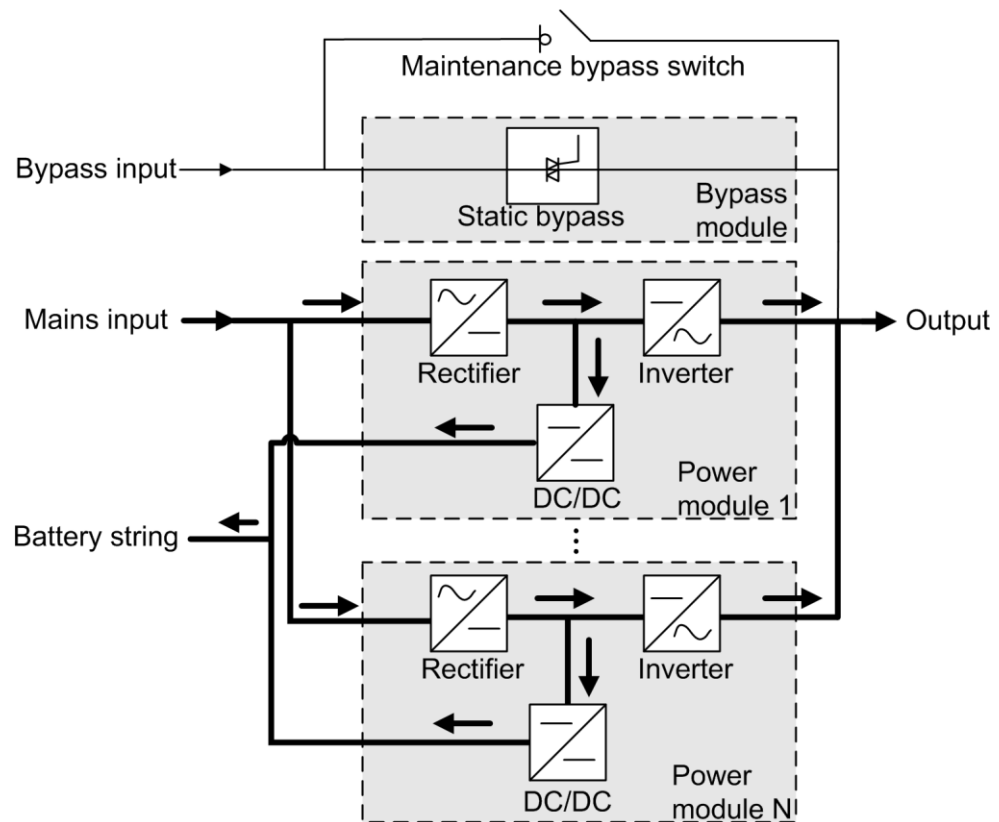 Maintenance bypass switch
Bypass input
Static bypass
Bypass
module
Mains input
Output
Rectifier
Inverter
DC/DC
Power
module 1
Battery string
Rectifier
Inverter
DC/DC
Power
module N